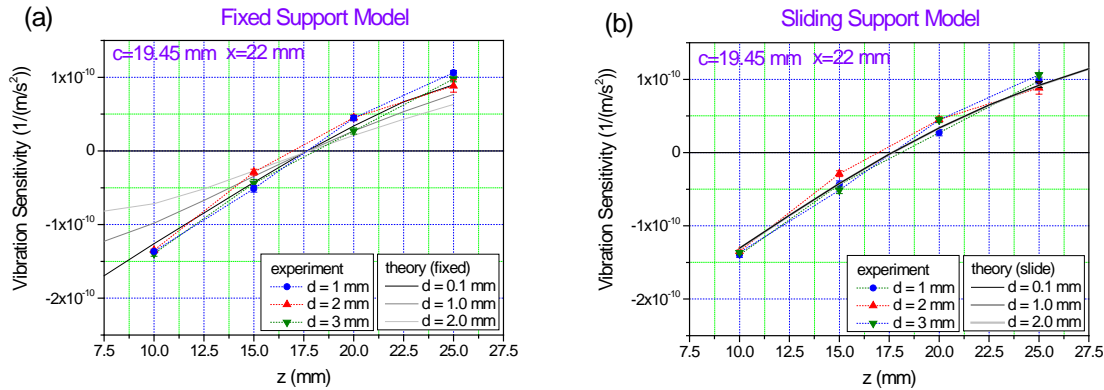 (a)
Fixed Support Model
c=19.45 mm x=22 mm
Vibration Sensitivity (1/(m/s²))
1x10⁻¹⁰
0
-1x10⁻¹⁰
-2x10⁻¹⁰
experiment
d = 1 mm
d = 2 mm
d = 3 mm
theory (fixed)
d = 0.1 mm
d = 1.0 mm
d = 2.0 mm
7.5 10.0 12.5 15.0 17.5 20.0 22.5 25.0 27.5
z (mm)
(b)
Sliding Support Model
c=19.45 mm x=22 mm
Vibration Sensitivity (1/(m/s²))
1x10⁻¹⁰
0
-1x10⁻¹⁰
-2x10⁻¹⁰
experiment
d = 1 mm
d = 2 mm
d = 3 mm
theory (slide)
d = 0.1 mm
d = 1.0 mm
d = 2.0 mm
7.5 10.0 12.5 15.0 17.5 20.0 22.5 25.0 27.5
z (mm)